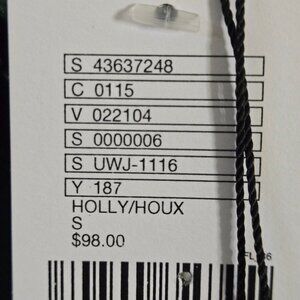 S 43637248
C 0115
V 022104
S 0000006
S UWJ-1116
Y 187
HOLLY/HOUX
S
$98.00